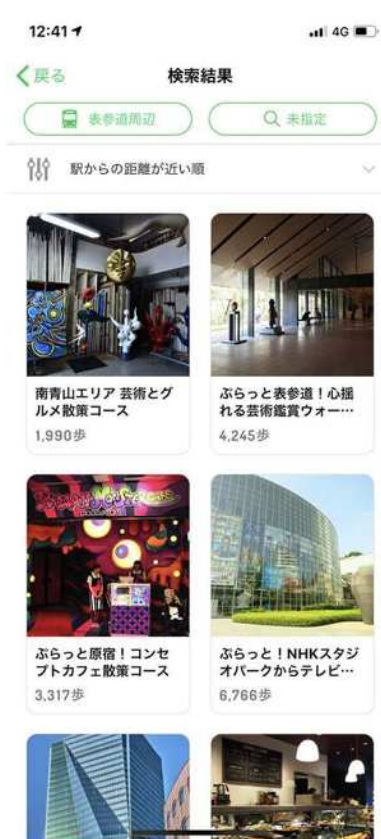 12:41
4G
戻る
検索結果
表参道周辺
未指定
駅からの距離が近い順
南青山エリア 芸術とグ
ルメ散策コース
1,990歩
ぷらっと表参道！心揺
れる芸術鑑賞ウォー…
4,245歩
ぷらっと原宿！コンセ
プトカフェ散策コース
3,317歩
ぷらっと！NHKスタジ
オパークからテレビ…
6,766歩